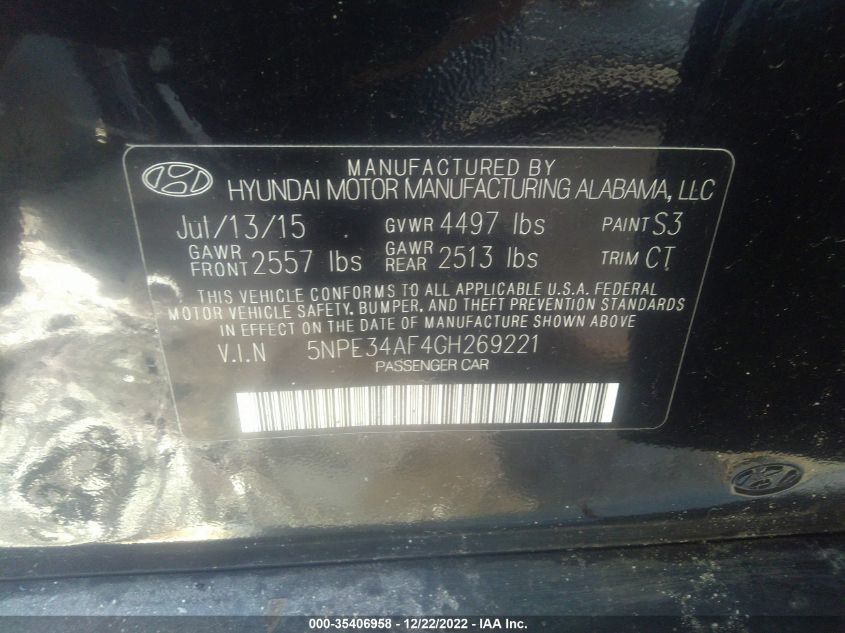 MANUFACTURED BY
HYUNDAI MOTOR MANUFACTURING ALABAMA, LLC
Jul/13/15 GVWR 4497 lbs PAINT S3
GAWR FRONT 2557 lbs GAWR REAR 2513 lbs TRIM CT
THIS VEHICLE CONFORMS TO ALL APPLICABLE U.S.A. FEDERAL
MOTOR VEHICLE SAFETY, BUMPER, AND THEFT PREVENTION STANDARDS
IN EFFECT ON THE DATE OF MANUFACTURE SHOWN ABOVE
V.I.N 5NPE34AF4GH269221
PASSENGER CAR
000-35406958 - 12/22/2022 - IAA Inc.